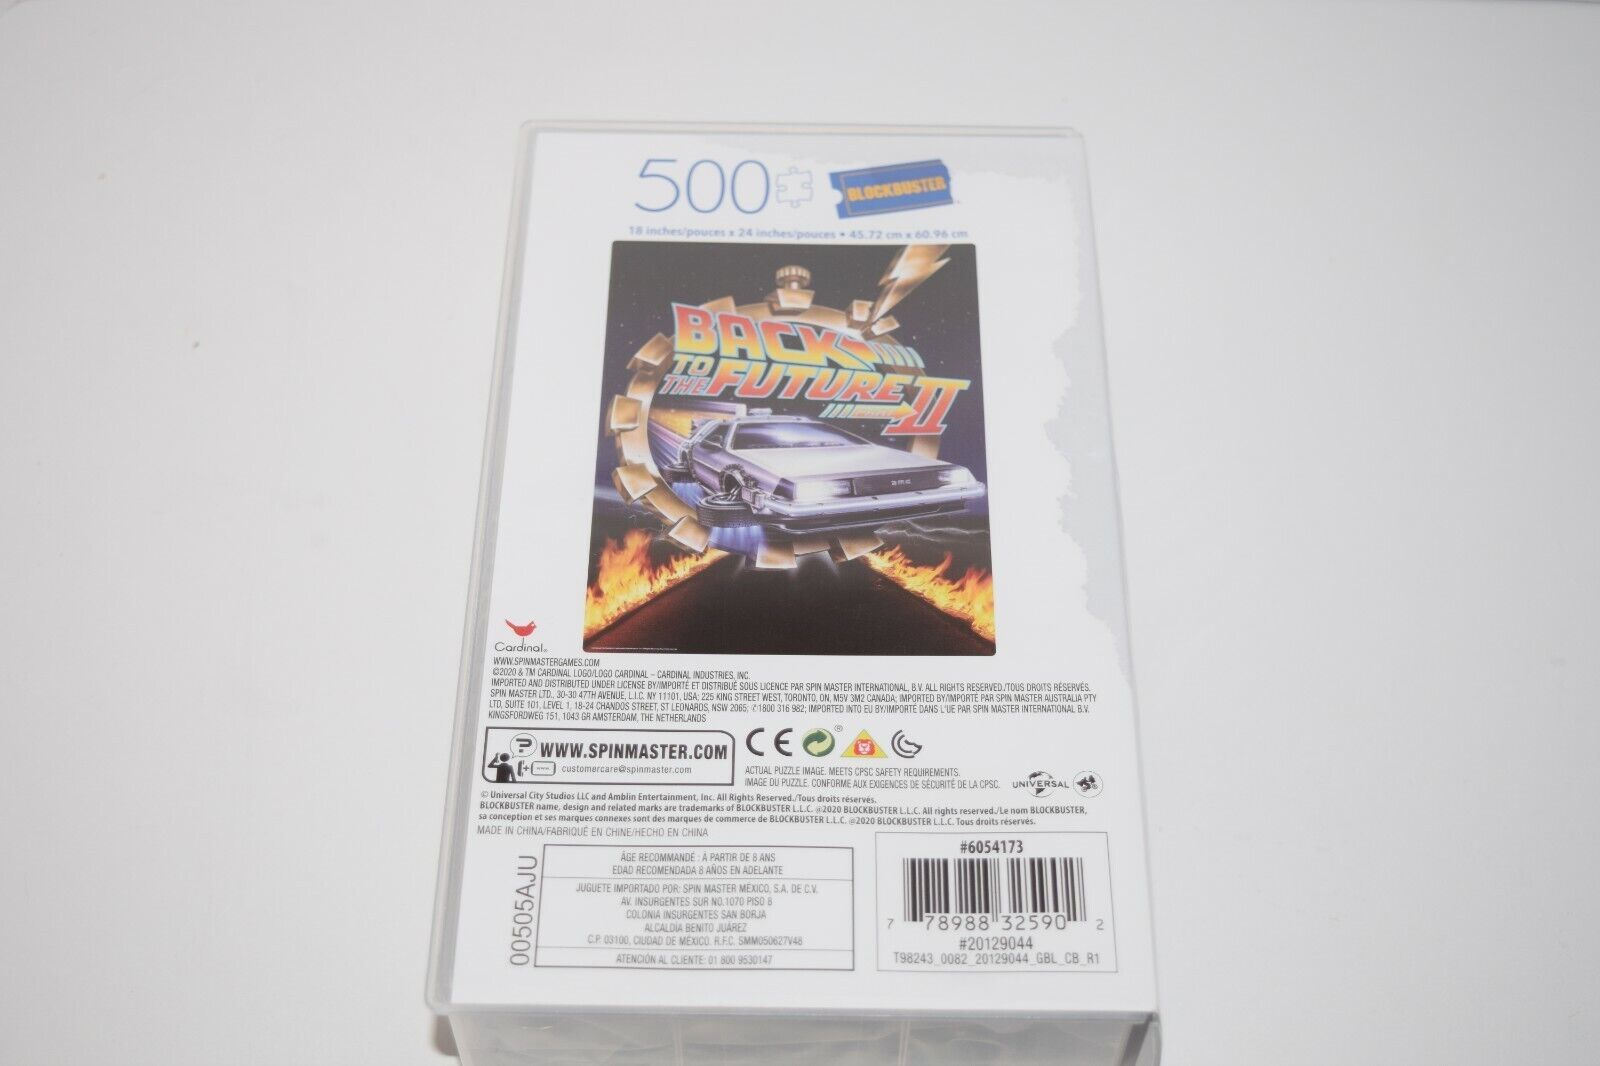 500 BLOCKBUSTER
18 inches/pouces x 24 inches/pouces • 45.72 cm x 60.96 cm
BACK
TO
THE FUTURE
PART II
DMC
Cardinal®
WWW.SPINMASTERGAMES.COM
©2020 & TM CARDINAL LOGO/LOGO CARDINAL – CARDINAL INDUSTRIES, INC.
IMPORTED AND DISTRIBUTED UNDER LICENSE BY/IMPORTÉ ET DISTRIBUÉ SOUS LICENCE PAR SPIN MASTER INTERNATIONAL, B.V. ALL RIGHTS RESERVED./TOUS DROITS RÉSERVÉS.
SPIN MASTER LTD., 30-30 47TH AVENUE, L.I.C. NY 11101, USA; 225 KING STREET WEST, TORONTO, ON, M5V 3M2 CANADA; IMPORTED BY/IMPORTÉ PAR SPIN MASTER AUSTRALIA PTY
LTD, SUITE 101, LEVEL 1, 18-24 CHANDOS STREET, ST LEONARDS, NSW 2065; ✆1800 316 982; IMPORTED INTO EU BY/IMPORTÉ DANS L'UE PAR SPIN MASTER INTERNATIONAL B.V.
KINGSFORDWEG 151, 1043 GR AMSTERDAM, THE NETHERLANDS
? WWW.SPINMASTER.COM
customercare@spinmaster.com
CE
ACTUAL PUZZLE IMAGE. MEETS CPSC SAFETY REQUIREMENTS.
IMAGE DU PUZZLE. CONFORME AUX EXIGENCES DE SÉCURITÉ DE LA CPSC.
UNIVERSAL
© Universal City Studios LLC and Amblin Entertainment, Inc. All Rights Reserved./Tous droits réservés.
BLOCKBUSTER name, design and related marks are trademarks of BLOCKBUSTER L.L.C. @2020 BLOCKBUSTER L.L.C. All rights reserved./Le nom BLOCKBUSTER,
sa conception et ses marques connexes sont des marques de commerce de BLOCKBUSTER L.L.C. @2020 BLOCKBUSTER L.L.C. Tous droits réservés.
MADE IN CHINA/FABRIQUÉ EN CHINE/HECHO EN CHINA
00505AJU
ÂGE RECOMMANDÉ : À PARTIR DE 8 ANS
EDAD RECOMENDADA 8 AÑOS EN ADELANTE
JUGUETE IMPORTADO POR: SPIN MASTER MÉXICO, S.A. DE C.V.
AV. INSURGENTES SUR NO.1070 PISO 8
COLONIA INSURGENTES SAN BORJA
ALCALDIA BENITO JUÁREZ
C.P. 03100, CIUDAD DE MÉXICO. R.F.C. SMM050627V48
ATENCIÓN AL CLIENTE: 01 800 9530147
#6054173
7 78988 32590 2
#20129044
T98243_0082_20129044_GBL_CB_R1